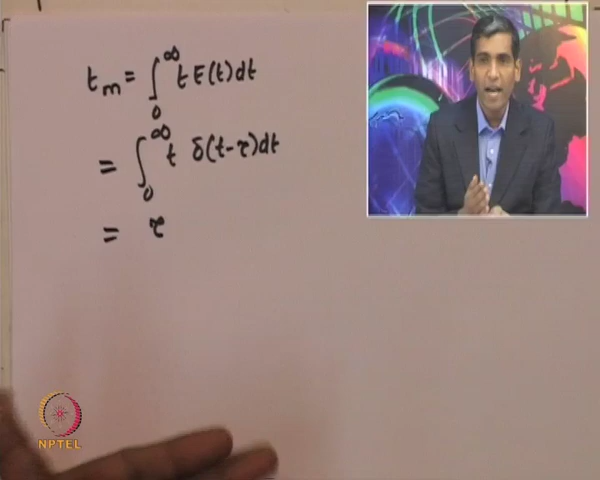 t_m = ∫_0^∞ t E(t) dt
= ∫_0^∞ t δ(t-τ) dt
= τ
NPTEL